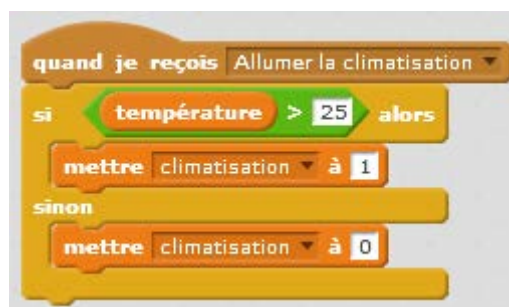 quand je reçois Allumer la climatisation
si température > 25 alors
mettre climatisation à 1
sinon
mettre climatisation à 0